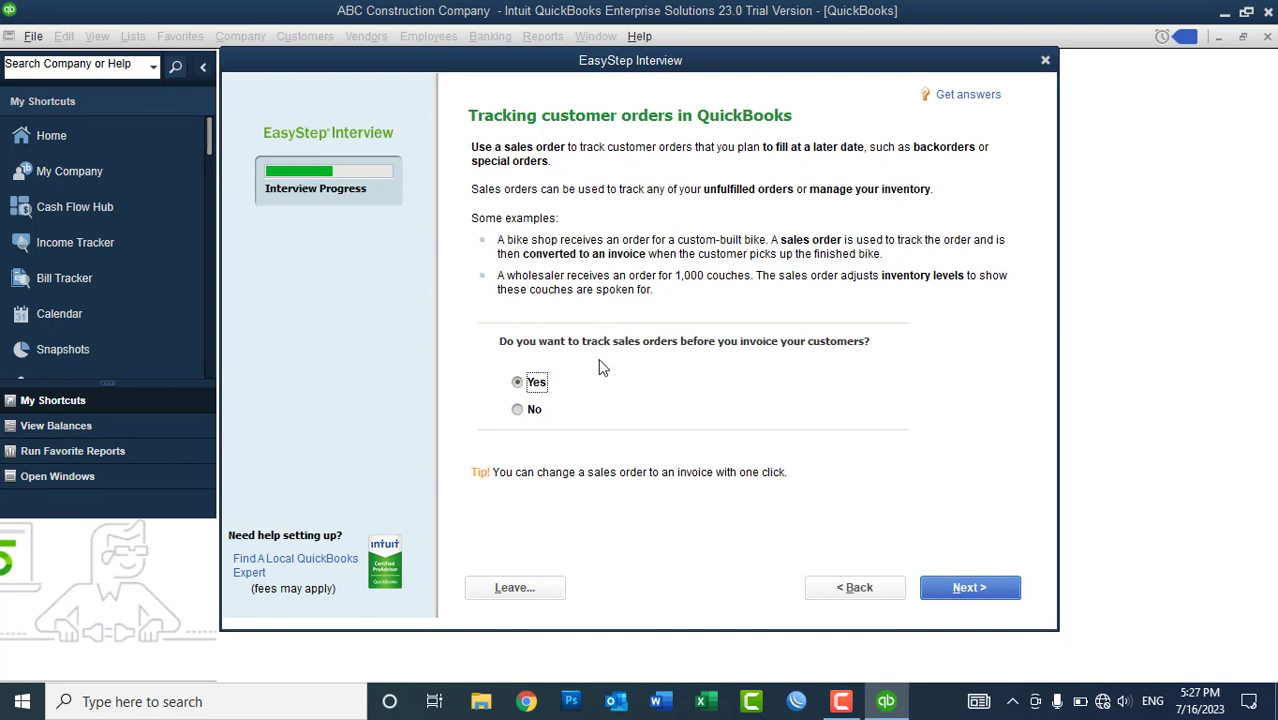 ABC Construction Company - Intuit QuickBooks Enterprise Solutions 23.0 Trial Version - [QuickBooks]
File Edit View Lists Favorites Company Customers Vendors Employees Banking Reports Window Help
Search Company or Help
EasyStep Interview
My Shortcuts
Home
My Company
Cash Flow Hub
Income Tracker
Bill Tracker
Calendar
Snapshots
My Shortcuts
View Balances
Run Favorite Reports
Open Windows
EasyStep Interview
Interview Progress
Need help setting up?
Find A Local QuickBooks
Expert
(fees may apply)
intuit
Certified
ProAdvisor
QuickBooks
Get answers
Tracking customer orders in QuickBooks
Use a sales order to track customer orders that you plan to fill at a later date, such as backorders or
special orders.
Sales orders can be used to track any of your unfulfilled orders or manage your inventory.
Some examples:
A bike shop receives an order for a custom-built bike. A sales order is used to track the order and is
then converted to an invoice when the customer picks up the finished bike.
A wholesaler receives an order for 1,000 couches. The sales order adjusts inventory levels to show
these couches are spoken for.
Do you want to track sales orders before you invoice your customers?
Yes
No
Tip! You can change a sales order to an invoice with one click.
Leave... < Back Next >
Type here to search
ENG
5:27 PM
7/16/2023